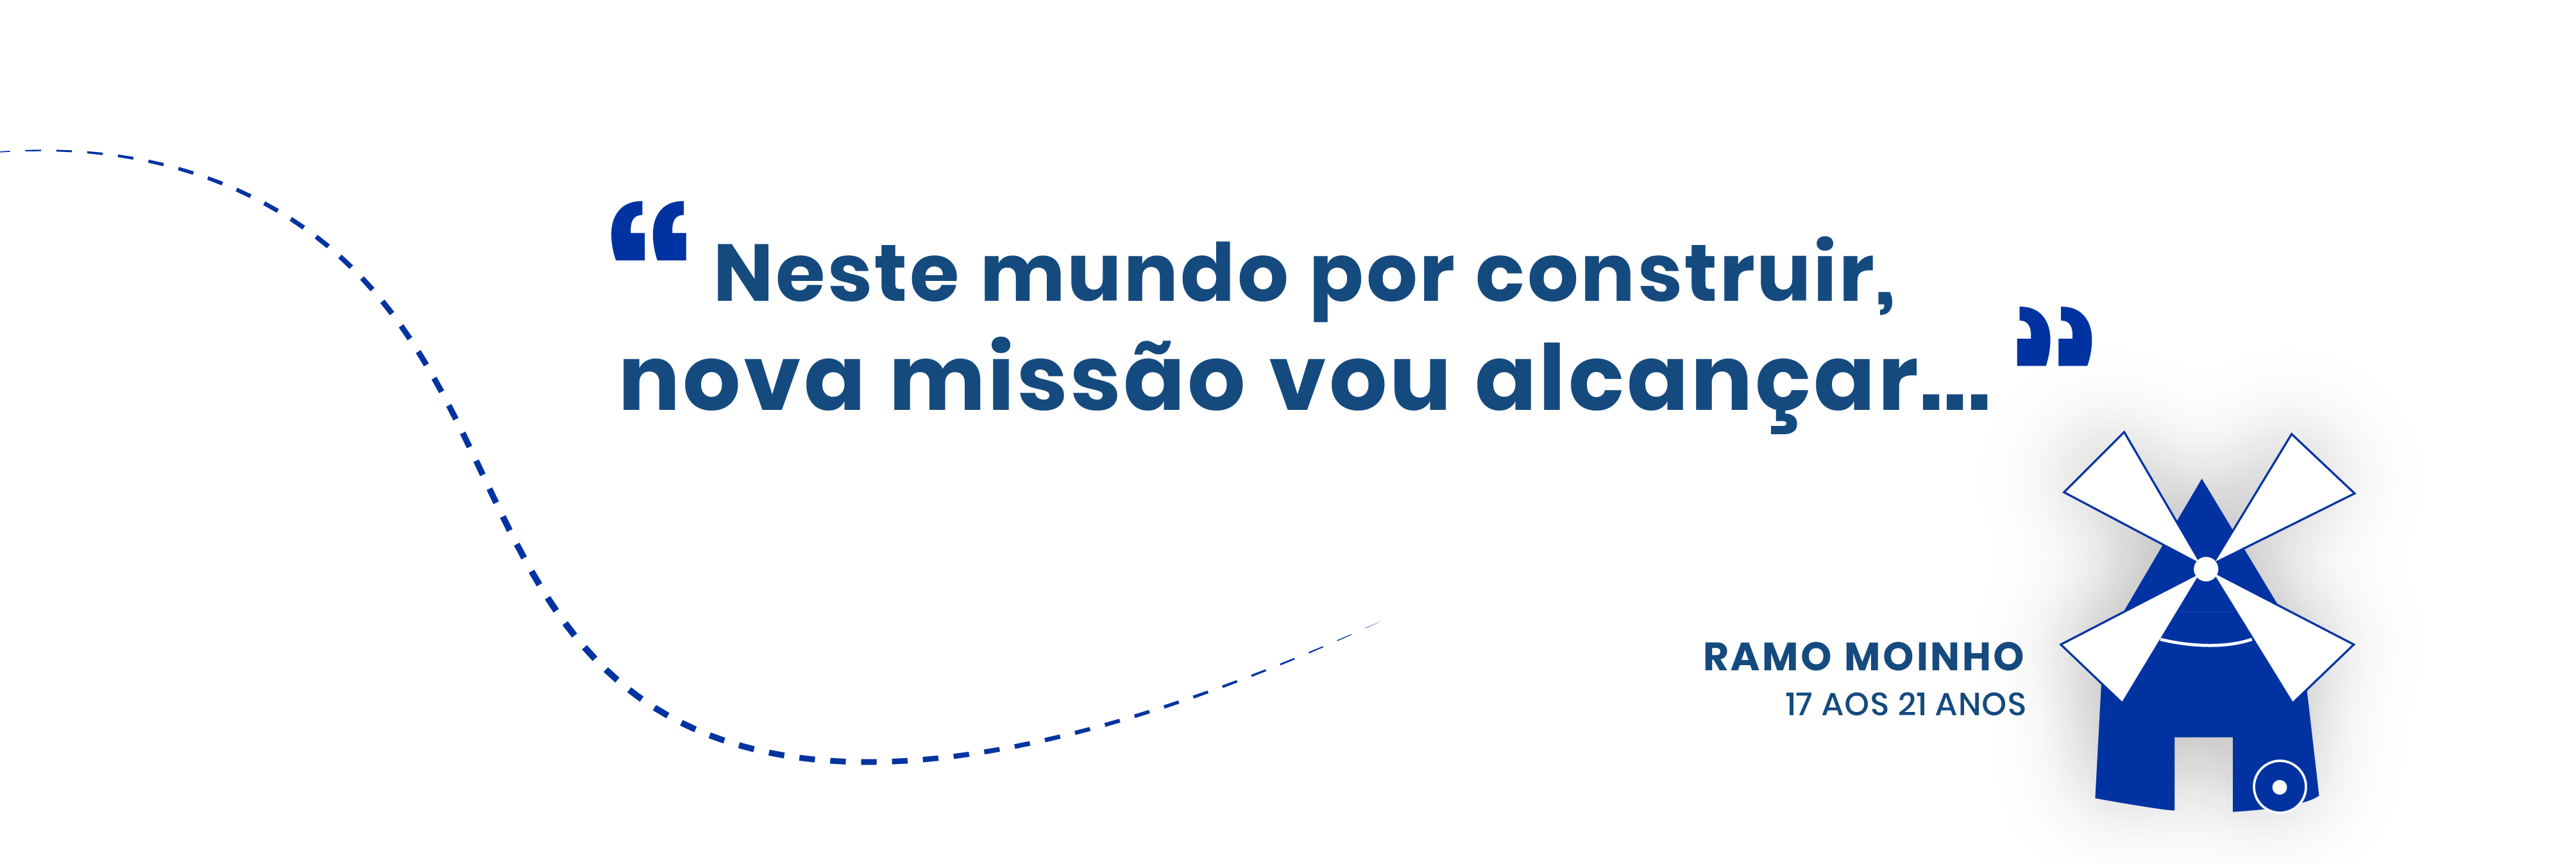 “Neste mundo por construir,
nova missão vou alcançar...”
RAMO MOINHO
17 AOS 21 ANOS